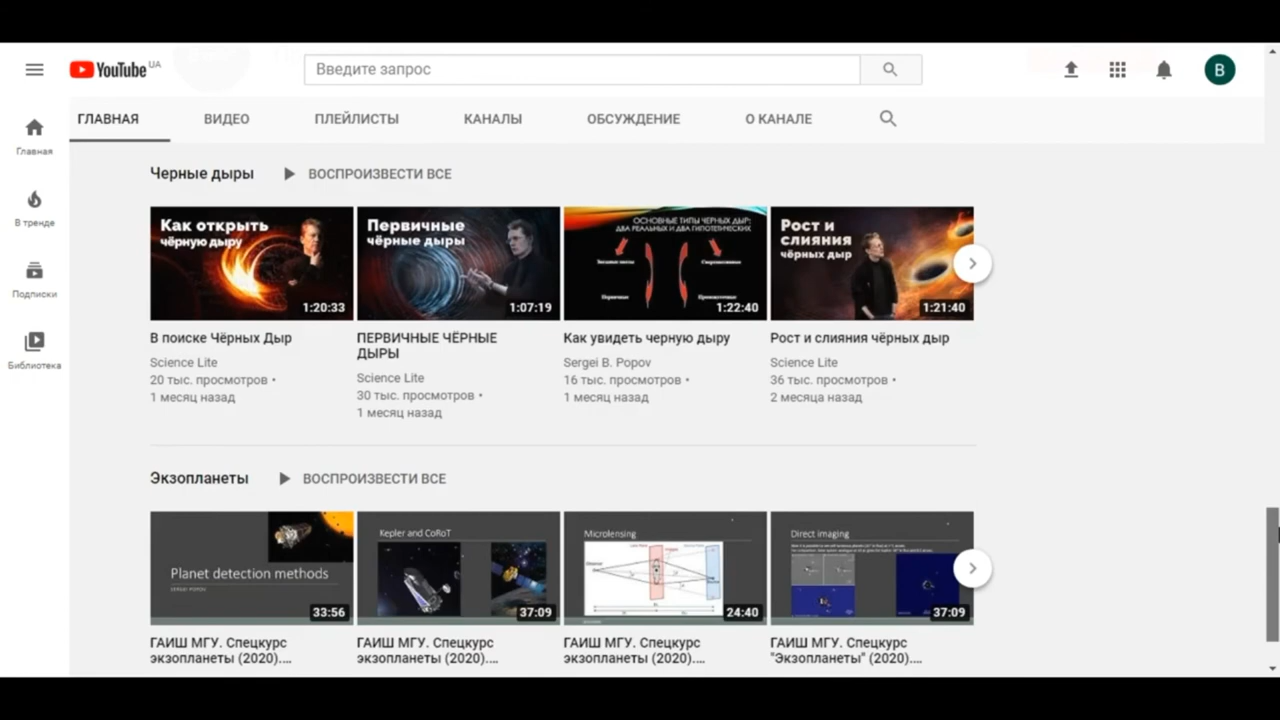 YouTube UA
Введите запрос
B
ГЛАВНАЯ ВИДЕО ПЛЕЙЛИСТЫ КАНАЛЫ ОБСУЖДЕНИЕ О КАНАЛЕ
Главная
В тренде
Подписки
Библиотека
Черные дыры ВОСПРОИЗВЕСТИ ВСЕ
Как открыть
чёрную дыру
1:20:33
В поиске Чёрных Дыр
Science Lite
20 тыс. просмотров •
1 месяц назад
Первичные
чёрные дыры
1:07:19
ПЕРВИЧНЫЕ ЧЁРНЫЕ
ДЫРЫ
Science Lite
30 тыс. просмотров •
1 месяц назад
ОСНОВНЫЕ ТИПЫ ЧЕРНЫХ ДЫР:
ДВА РЕАЛЬНЫХ И ДВА ГИПОТЕТИЧЕСКИХ
1:22:40
Как увидеть черную дыру
Sergei B. Popov
16 тыс. просмотров •
1 месяц назад
Рост и
слияния
чёрных дыр
1:21:40
Рост и слияния чёрных дыр
Science Lite
36 тыс. просмотров •
2 месяца назад
Экзопланеты ВОСПРОИЗВЕСТИ ВСЕ
Planet detection methods
SERGEI POPOV
33:56
ГАИШ МГУ. Спецкурс
экзопланеты (2020)....
Kepler and CoRoT
37:09
ГАИШ МГУ. Спецкурс
экзопланеты (2020)....
Microlensing
24:40
ГАИШ МГУ. Спецкурс
экзопланеты (2020)....
Direct imaging
37:09
ГАИШ МГУ. Спецкурс
"Экзопланеты" (2020)....